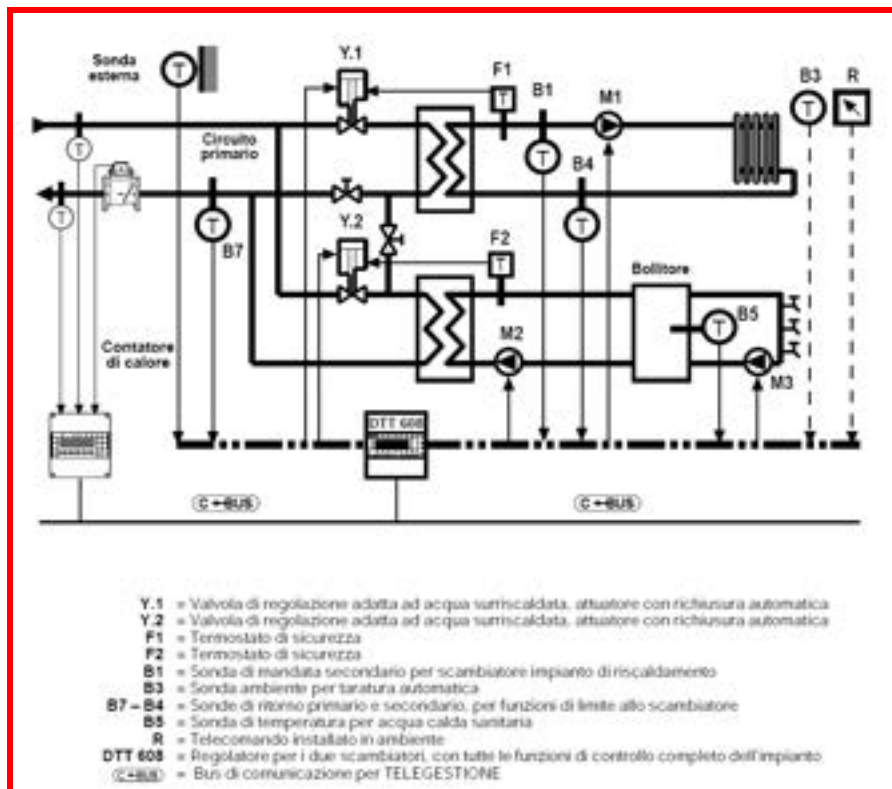 Sonda
esterna
T
Y.1
F1
T
B1
M1
B3
R
T
Circuito
primario
T
T
B4
T
T
T
B7
Y.2
F2
T
Bollitore
B5
T
Contatore
di calore
M2
M3
DTT 608
C-BUS
C-BUS
Y.1 = Valvola di regolazione adatta ad acqua surriscaldata, attuatore con richiusura automatica
Y.2 = Valvola di regolazione adatta ad acqua surriscaldata, attuatore con richiusura automatica
F1 = Termostato di sicurezza
F2 = Termostato di sicurezza
B1 = Sonda di mandata secondario per scambiatore impianto di riscaldamento
B3 = Sonda ambiente per taratura automatica
B7 – B4 = Sonde di ritorno primario e secondario, per funzioni di limite allo scambiatore
B5 = Sonda di temperatura per acqua calda sanitaria
R = Telecomando installato in ambiente
DTT 608 = Regolatore per i due scambiatori, con tutte le funzioni di controllo completo dell'impianto
C-BUS = Bus di comunicazione per TELEGESTIONE